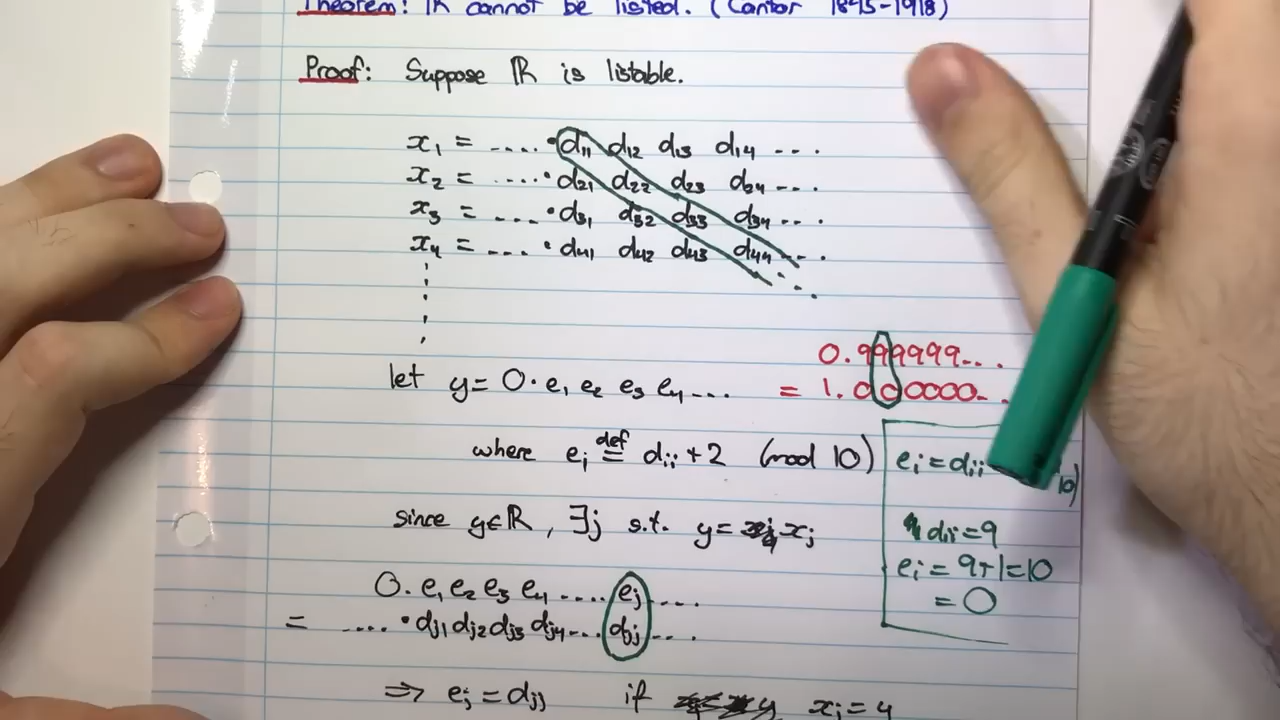 Theorem: ℝ cannot be listed. (Cantor 1845-1918)
Proof: Suppose ℝ is listable.
x₁ = ....·d₁₁ d₁₂ d₁₃ d₁₄ ...
x₂ = ....·d₂₁ d₂₂ d₂₃ d₂₄ ...
x₃ = ....·d₃₁ d₃₂ d₃₃ d₃₄ ...
x₄ = ....·d₄₁ d₄₂ d₄₃ d₄₄ ...
0.999999...
let y = 0·e₁ e₂ e₃ e₄ ... = 1.000000...
where eᵢ ≝ dᵢᵢ + 2 (mod 10)
eᵢ = dᵢᵢ 10)
since y∈ℝ, ∃j s.t. y = xⱼ
dᵢᵢ = 9
eᵢ = 9+1=10
= 0
0. e₁ e₂ e₃ e₄ .... eⱼ ....
= ....·dⱼ₁ dⱼ₂ dⱼ₃ dⱼ₄ ... dⱼⱼ ...
⇒ eⱼ = dⱼⱼ if xⱼ = y